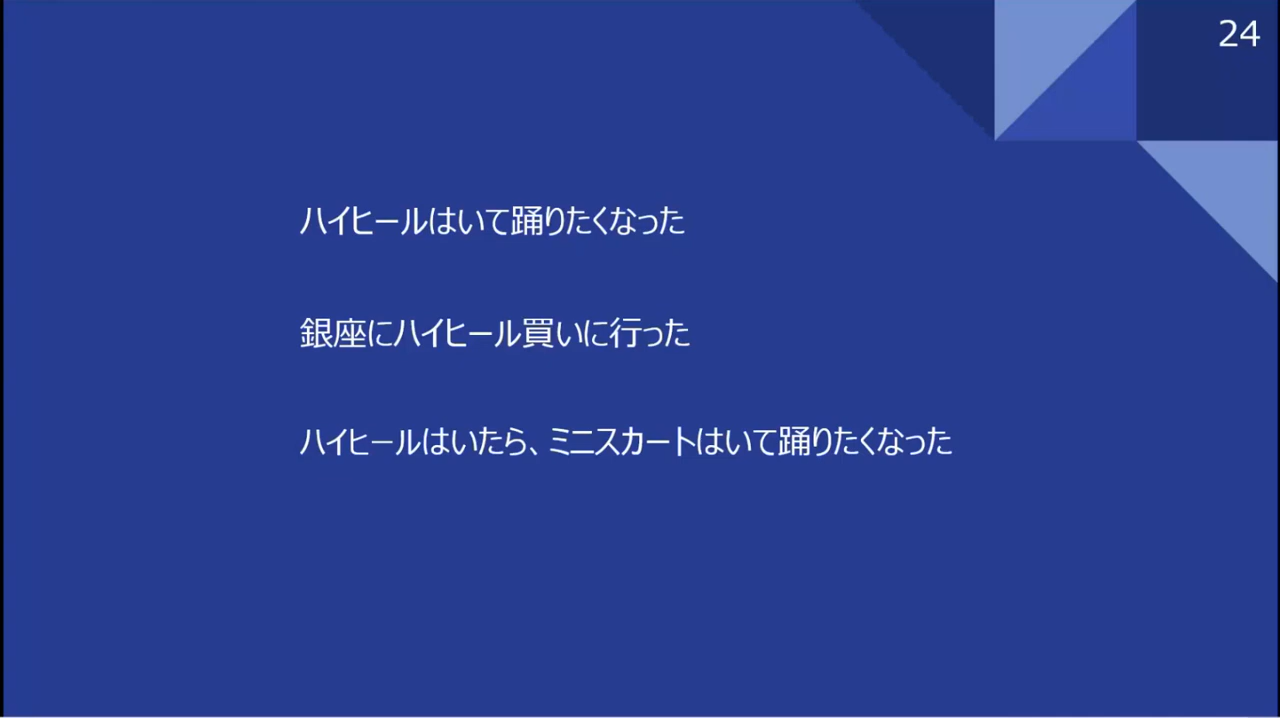 24
ハイヒールはいて踊りたくなった
銀座にハイヒール買いに行った
ハイヒールはいたら、ミニスカートはいて踊りたくなった